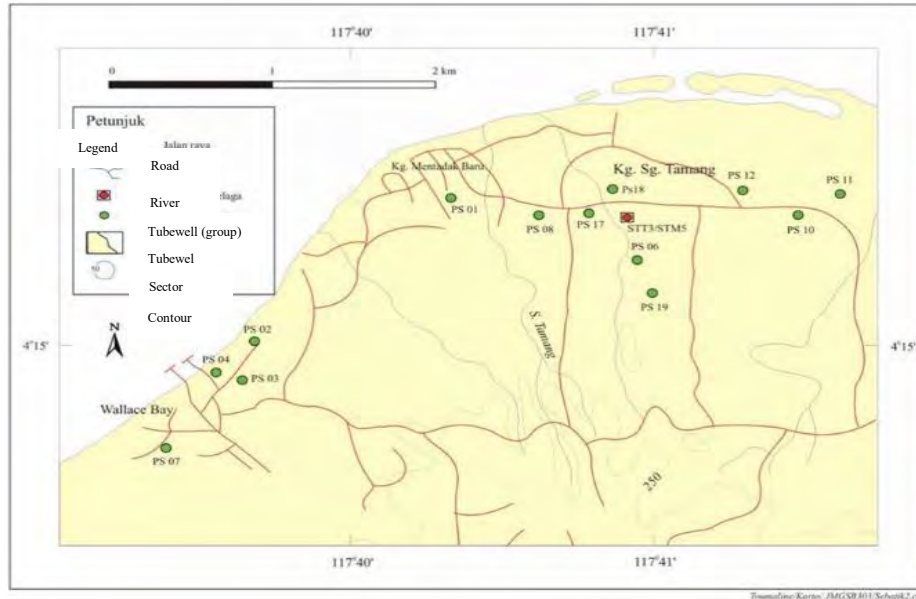 117°40'
117°41'
0 1 2 km
Petunjuk
Legend
Jalan raya
Road
River
Tubewell (group)
Tubewel
Sector
50
Contour
N
4°15'
4°15'
Kg. Mentadak Baru
Kg. Sg. Tamang
PS 01
PS 08
PS 17
Ps18
STT3/STM5
PS 12
PS 11
PS 10
PS 06
PS 19
S. Tamang
PS 02
PS 04
PS 03
Wallace Bay
PS 07
250
117°40'
117°41'